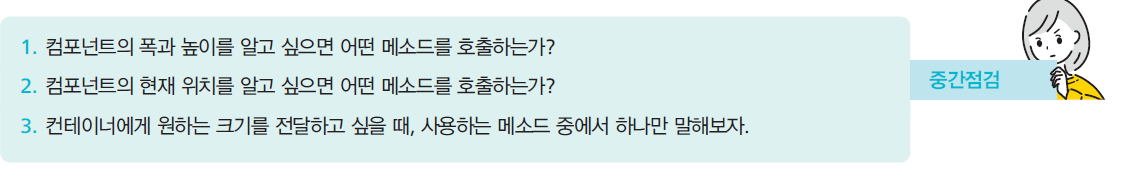 1. 컴포넌트의 폭과 높이를 알고 싶으면 어떤 메소드를 호출하는가?
2. 컴포넌트의 현재 위치를 알고 싶으면 어떤 메소드를 호출하는가?
중간점검
3. 컨테이너에게 원하는 크기를 전달하고 싶을 때, 사용하는 메소드 중에서 하나만 말해보자.